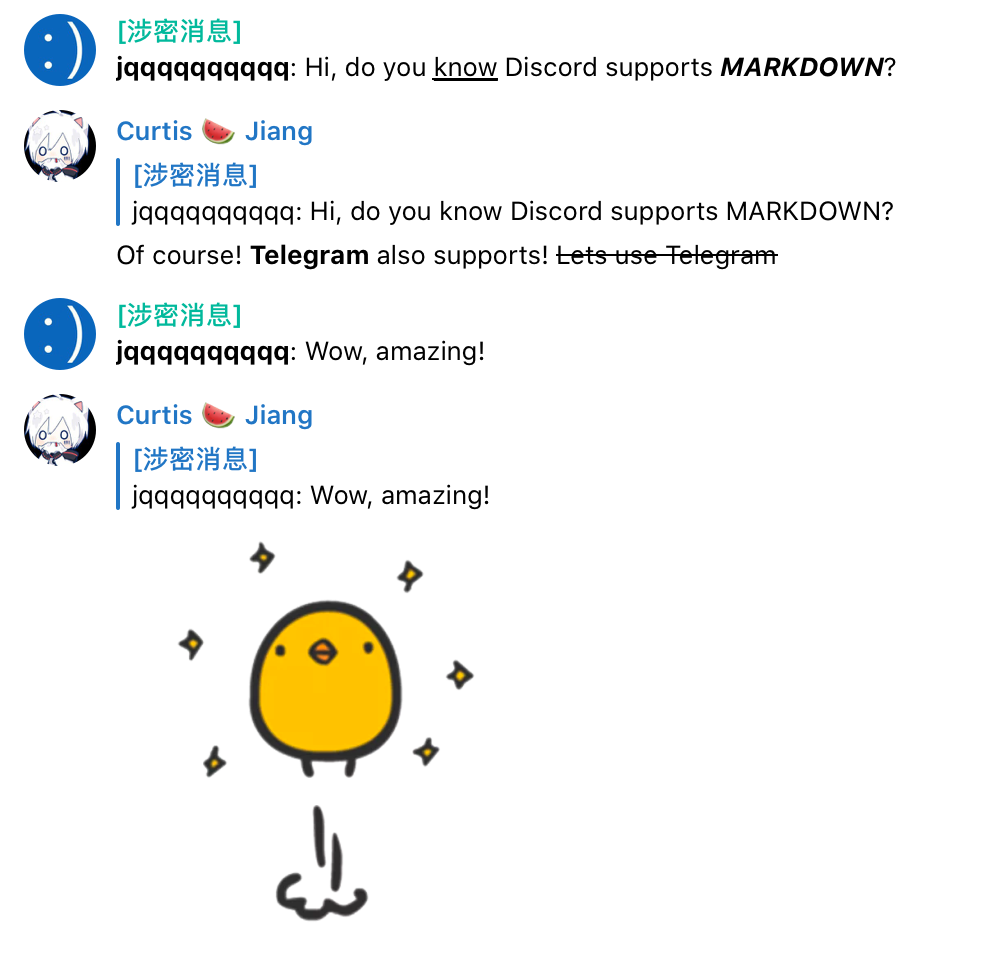 [涉密消息]
jqqqqqqqqqq: Hi, do you know Discord supports MARKDOWN?
Curtis 🍉 Jiang
[涉密消息]
jqqqqqqqqqq: Hi, do you know Discord supports MARKDOWN?
Of course! Telegram also supports! Lets use Telegram
[涉密消息]
jqqqqqqqqqq: Wow, amazing!
Curtis 🍉 Jiang
[涉密消息]
jqqqqqqqqqq: Wow, amazing!